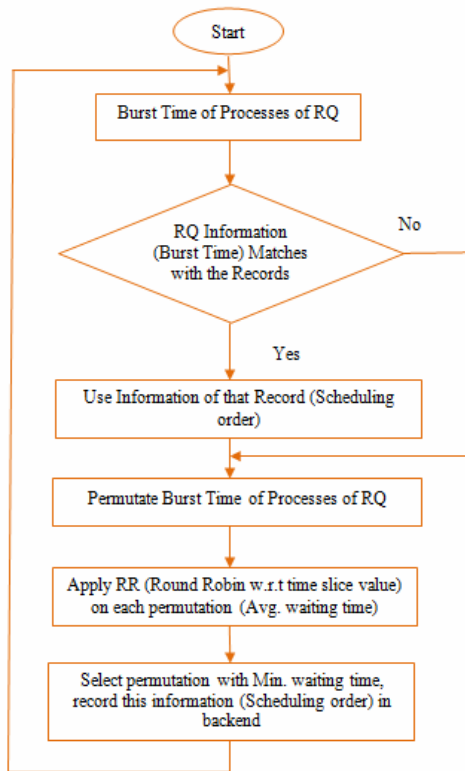 Start
Burst Time of Processes of RQ
RQ Information
(Burst Time) Matches
with the Records
No
Yes
Use Information of that Record (Scheduling
order)
Permutate Burst Time of Processes of RQ
Apply RR (Round Robin w.r.t time slice value)
on each permutation (Avg. waiting time)
Select permutation with Min. waiting time,
record this information (Scheduling order) in
backend